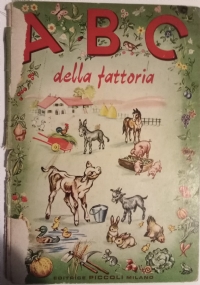 ABC
della fattoria
EDITRICE PICCOLI MILANO